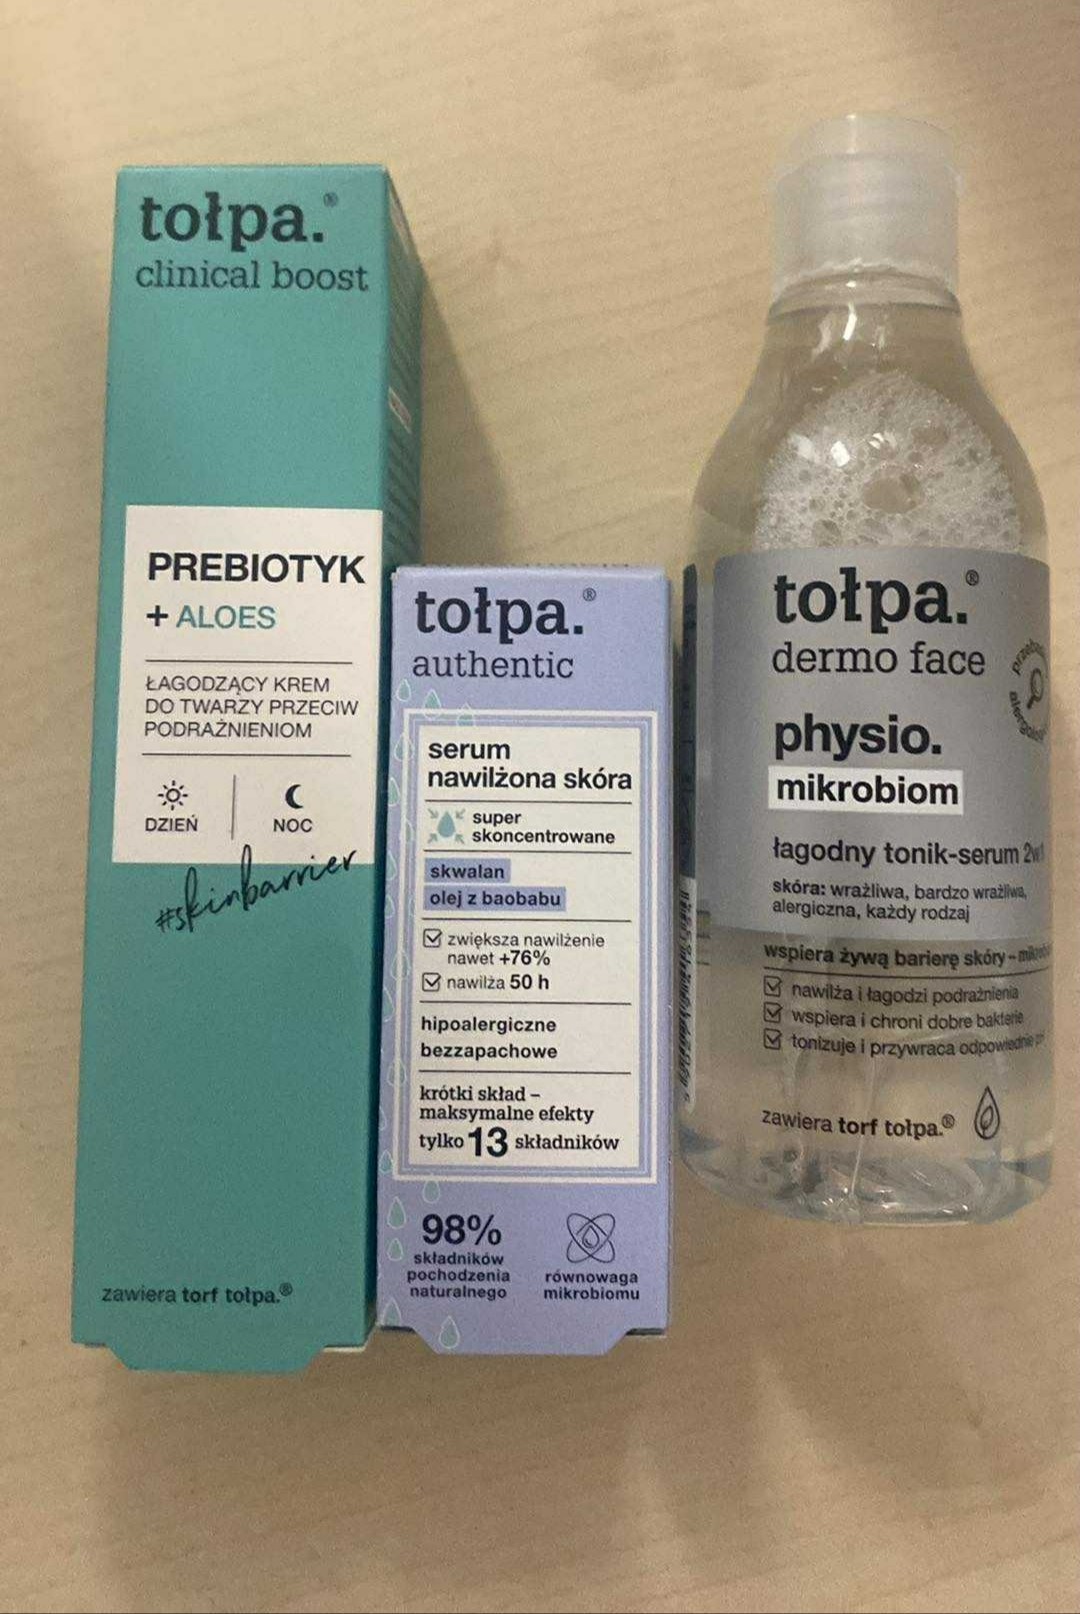 tołpa.®
clinical boost
PREBIOTYK
+ ALOES
ŁAGODZĄCY KREM
DO TWARZY PRZECIW
PODRAŻNIENIOM
DZIEŃ
NOC
#skinbarrier
zawiera torf tołpa.®
tołpa.®
authentic
serum
nawilżona skóra
super
skoncentrowane
skwalan
olej z baobabu
zwiększa nawilżenie
nawet +76%
nawilża 50 h
hipoalergiczne
bezzapachowe
krótki skład –
maksymalne efekty
tylko 13 składników
98%
składników
pochodzenia
naturalnego
równowaga
mikrobiomu
tołpa.®
dermo face
physio.
mikrobiom
łagodny tonik-serum 2w1
skóra: wrażliwa, bardzo wrażliwa,
alergiczna, każdy rodzaj
wspiera żywą barierę skóry –
nawilża i łagodzi podrażnienia
wspiera i chroni dobre bakterie
tonizuje i przywraca odpowiednie
zawiera torf tołpa.®